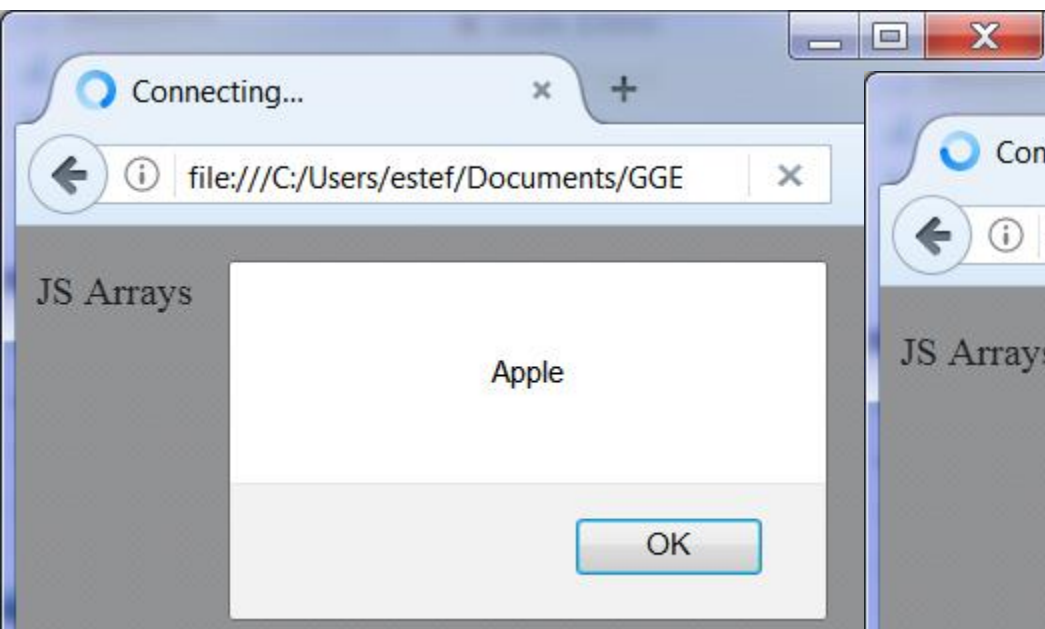 Connecting...
file:///C:/Users/estef/Documents/GGE
JS Arrays
Apple
OK
Con
JS Arrays